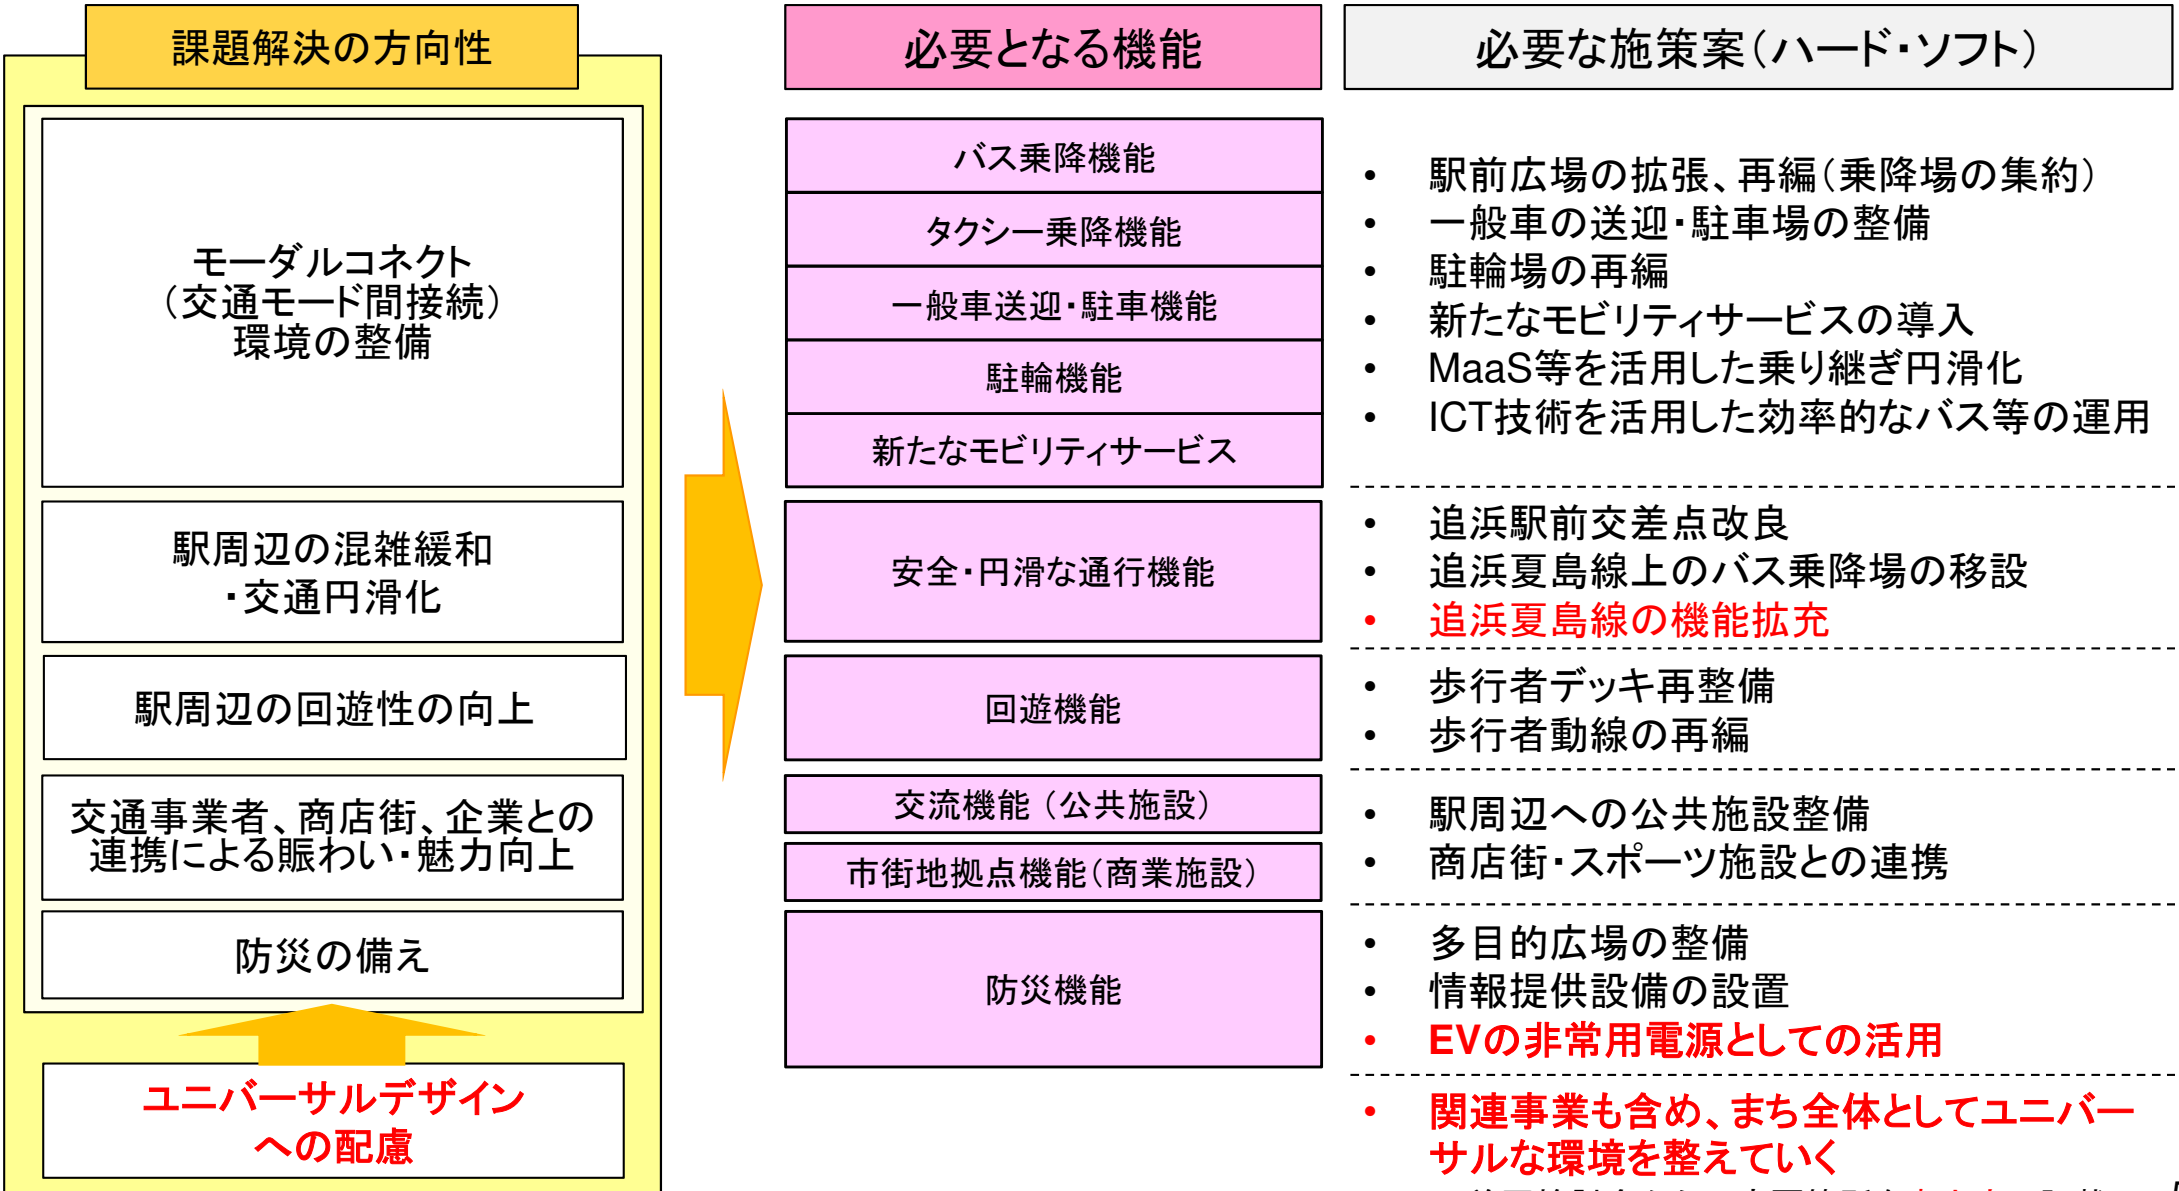 課題解決の方向性
モーダルコネクト
（交通モード間接続）
環境の整備
駅周辺の混雑緩和
・交通円滑化
駅周辺の回遊性の向上
交通事業者、商店街、企業との
連携による賑わい・魅力向上
防災の備え
ユニバーサルデザイン
への配慮
必要となる機能
バス乗降機能
タクシー乗降機能
一般車送迎・駐車機能
駐輪機能
新たなモビリティサービス
安全・円滑な通行機能
回遊機能
交流機能（公共施設）
市街地拠点機能（商業施設）
防災機能
必要な施策案（ハード・ソフト）
• 駅前広場の拡張、再編（乗降場の集約）
• 一般車の送迎・駐車場の整備
• 駐輪場の再編
• 新たなモビリティサービスの導入
• MaaS等を活用した乗り継ぎ円滑化
• ICT技術を活用した効率的なバス等の運用
• 追浜駅前交差点改良
• 追浜夏島線上のバス乗降場の移設
• 追浜夏島線の機能拡充
• 歩行者デッキ再整備
• 歩行者動線の再編
• 駅周辺への公共施設整備
• 商店街・スポーツ施設との連携
• 多目的広場の整備
• 情報提供設備の設置
• EVの非常用電源としての活用
• 関連事業も含め、まち全体としてユニバー
サルな環境を整えていく